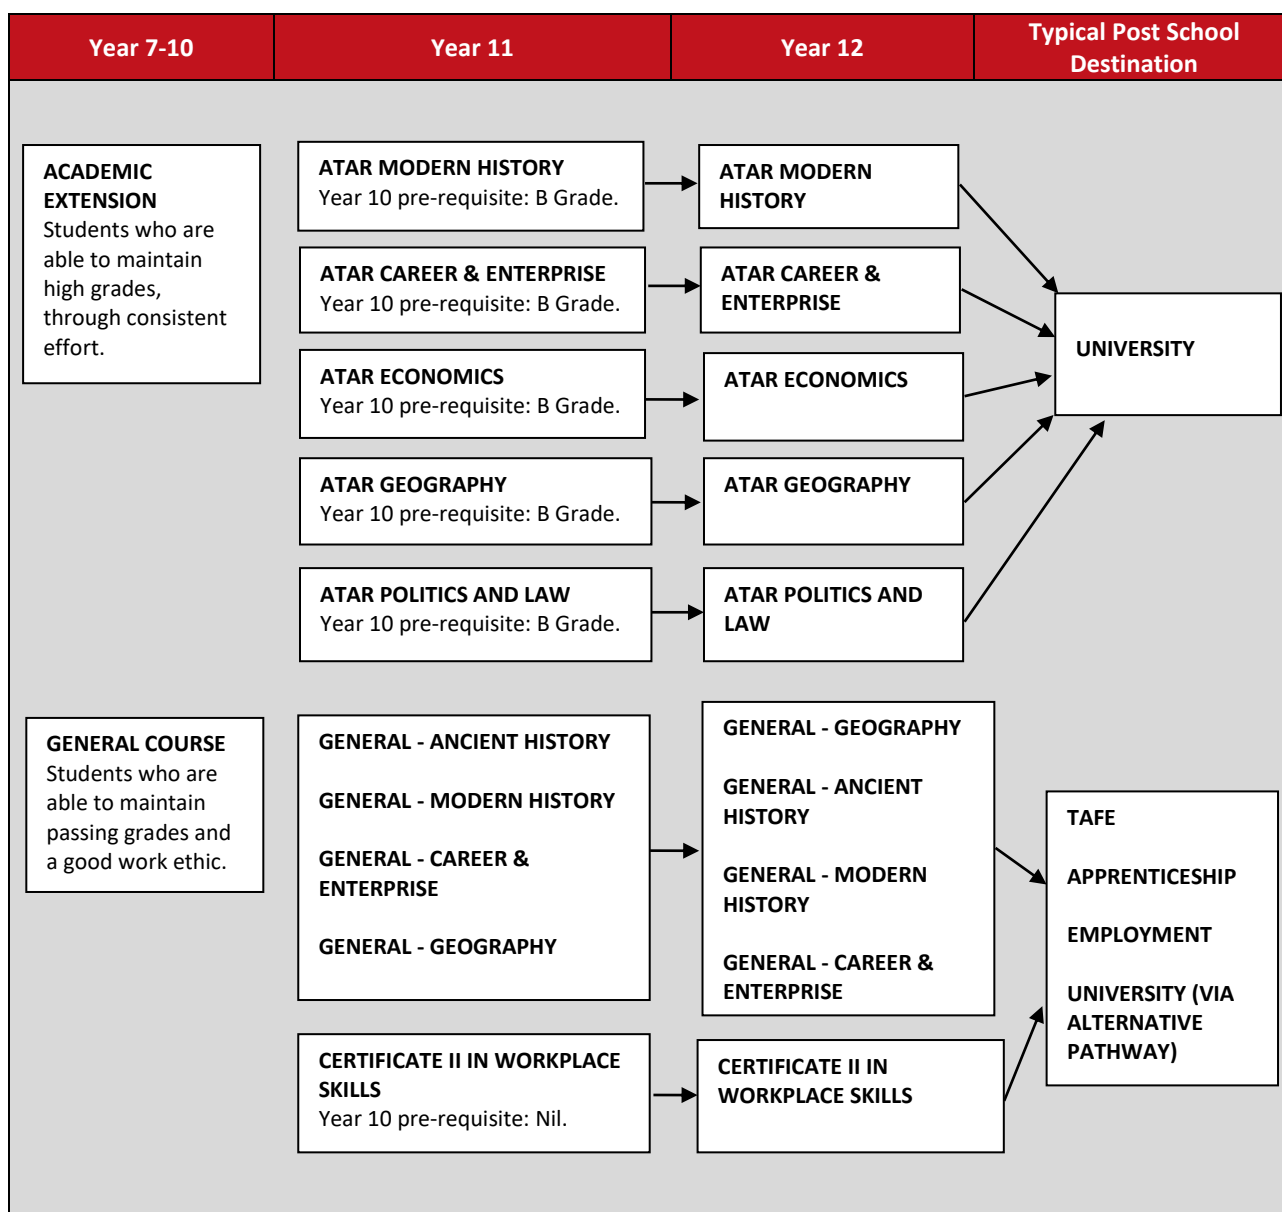 Year 7-10
Year 11
Year 12
Typical Post School
Destination
ACADEMIC
EXTENSION
Students who are
able to maintain
high grades,
through consistent
effort.
ATAR MODERN HISTORY
Year 10 pre-requisite: B Grade.
ATAR MODERN
HISTORY
ATAR CAREER & ENTERPRISE
Year 10 pre-requisite: B Grade.
ATAR CAREER &
ENTERPRISE
UNIVERSITY
ATAR ECONOMICS
Year 10 pre-requisite: B Grade.
ATAR ECONOMICS
ATAR GEOGRAPHY
Year 10 pre-requisite: B Grade.
ATAR GEOGRAPHY
ATAR POLITICS AND LAW
Year 10 pre-requisite: B Grade.
ATAR POLITICS AND
LAW
GENERAL COURSE
Students who are
able to maintain
passing grades and
a good work ethic.
GENERAL - ANCIENT HISTORY
GENERAL - MODERN HISTORY
GENERAL - CAREER &
ENTERPRISE
GENERAL - GEOGRAPHY
GENERAL - GEOGRAPHY
GENERAL - ANCIENT
HISTORY
GENERAL - MODERN
HISTORY
GENERAL - CAREER &
ENTERPRISE
TAFE
APPRENTICESHIP
EMPLOYMENT
UNIVERSITY (VIA
ALTERNATIVE
PATHWAY)
CERTIFICATE II IN WORKPLACE
SKILLS
Year 10 pre-requisite: Nil.
CERTIFICATE II IN
WORKPLACE SKILLS